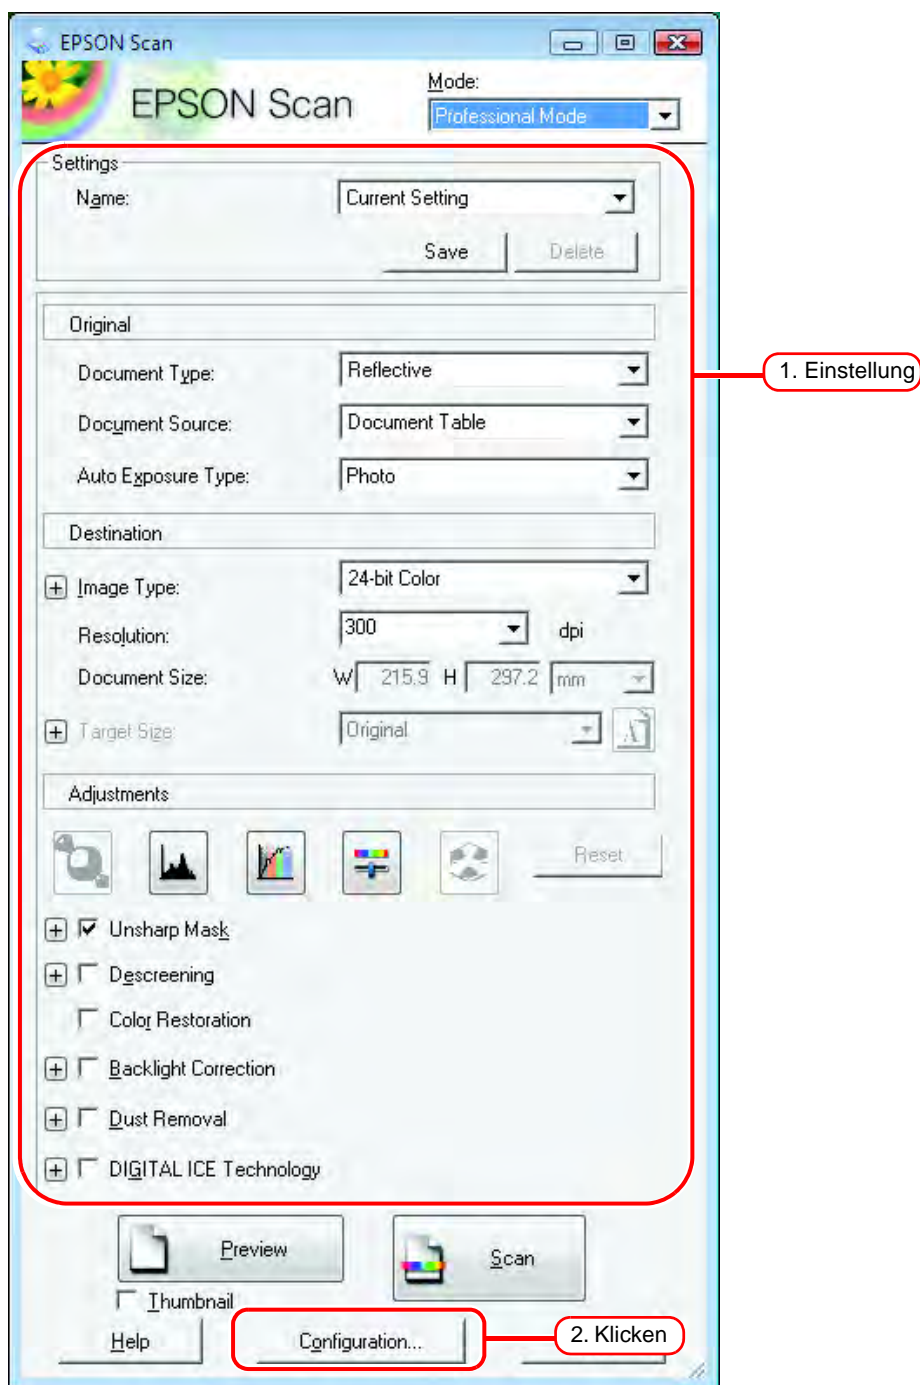 EPSON Scan
EPSON Scan
Mode:
Professional Mode
Settings
Name:
Current Setting
Save
Delete
Original
1. Einstellung
Document Type:
Reflective
Document Source:
Document Table
Auto Exposure Type:
Photo
Destination
Image Type:
24-bit Color
Resolution:
300
dpi
Document Size:
W 215.9 H 297.2 mm
Target Size:
Original
Adjustments
Reset
Unsharp Mask
Descreening
Color Restoration
Backlight Correction
Dust Removal
DIGITAL ICE Technology
Preview
Scan
Thumbnail
Help
Configuration...
2. Klicken